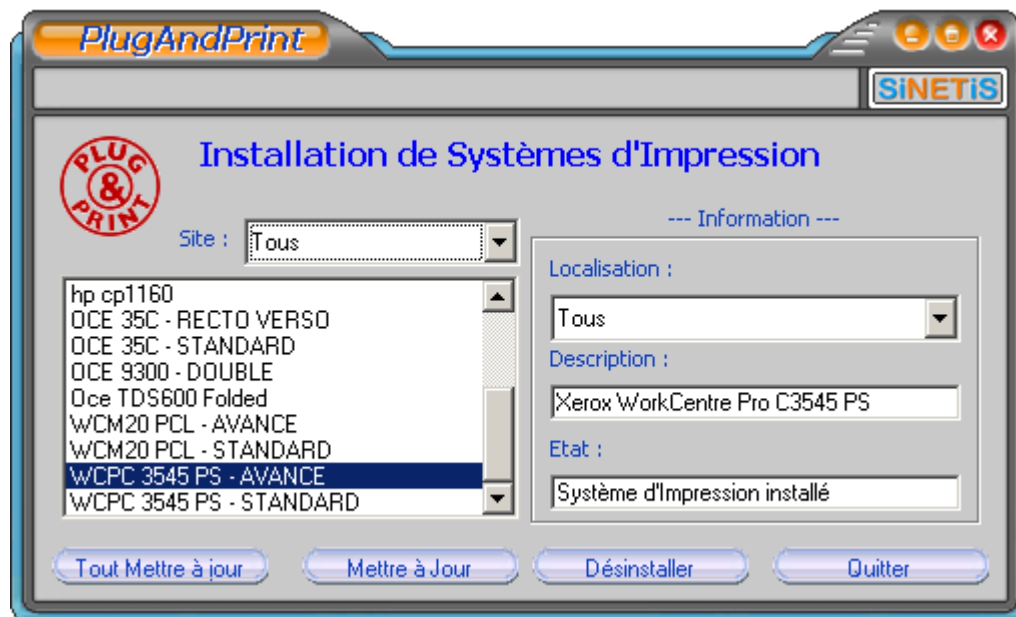 PlugAndPrint
SiNETiS
PLUG & PRINT
Installation de Systèmes d'Impression
Site :
Tous
hp cp1160
OCE 35C - RECTO VERSO
OCE 35C - STANDARD
OCE 9300 - DOUBLE
Oce TDS600 Folded
WCM20 PCL - AVANCE
WCM20 PCL - STANDARD
WCPC 3545 PS - AVANCE
WCPC 3545 PS - STANDARD
--- Information ---
Localisation :
Tous
Description :
Xerox WorkCentre Pro C3545 PS
Etat :
Système d'Impression installé
Tout Mettre à jour
Mettre à Jour
Désinstaller
Quitter